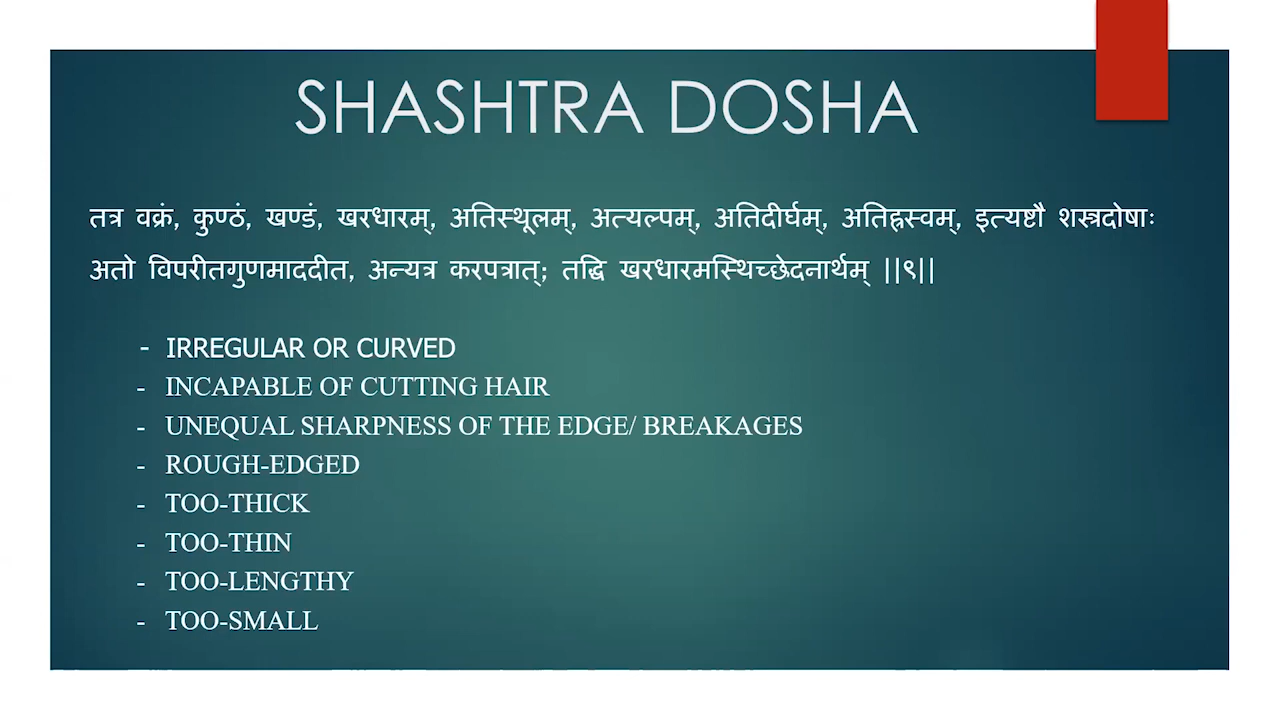 SHASHTRA DOSHA
तत्र वक्रं, कुण्ठं, खण्डं, खरधारम्, अतिस्थूलम्, अत्यल्पम्, अतिदीर्घम्, अतिह्रस्वम्, इत्यष्टौ शस्त्रदोषाः
अतो विपरीतगुणमाददीत, अन्यत्र करपत्रात्; तद्धि खरधारमस्थिच्छेदनार्थम् ||९||
- IRREGULAR OR CURVED
- INCAPABLE OF CUTTING HAIR
- UNEQUAL SHARPNESS OF THE EDGE/ BREAKAGES
- ROUGH-EDGED
- TOO-THICK
- TOO-THIN
- TOO-LENGTHY
- TOO-SMALL